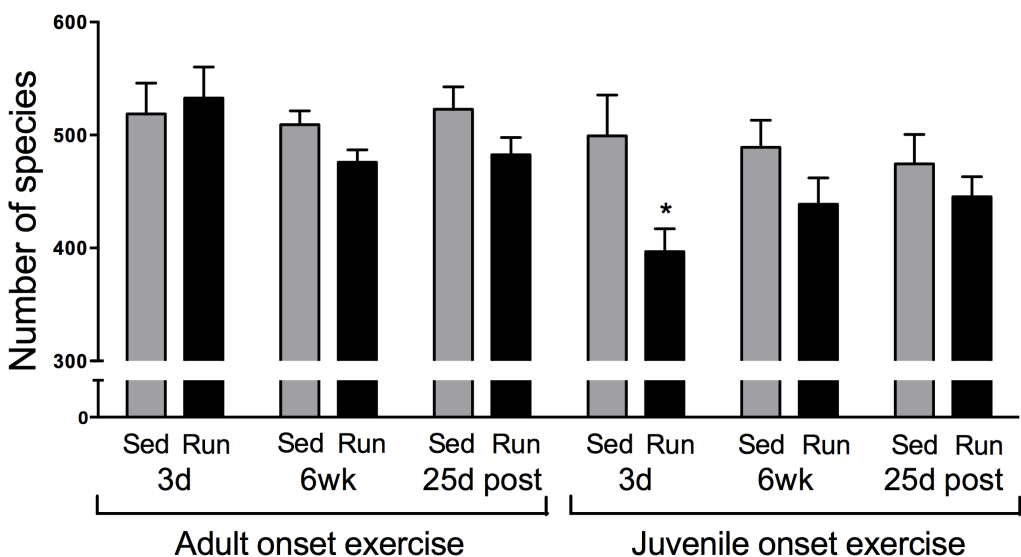 Number of species
600
500
400
300
0
*
Sed Run Sed Run Sed Run Sed Run Sed Run Sed Run
3d 6wk 25d post 3d 6wk 25d post
Adult onset exercise Juvenile onset exercise